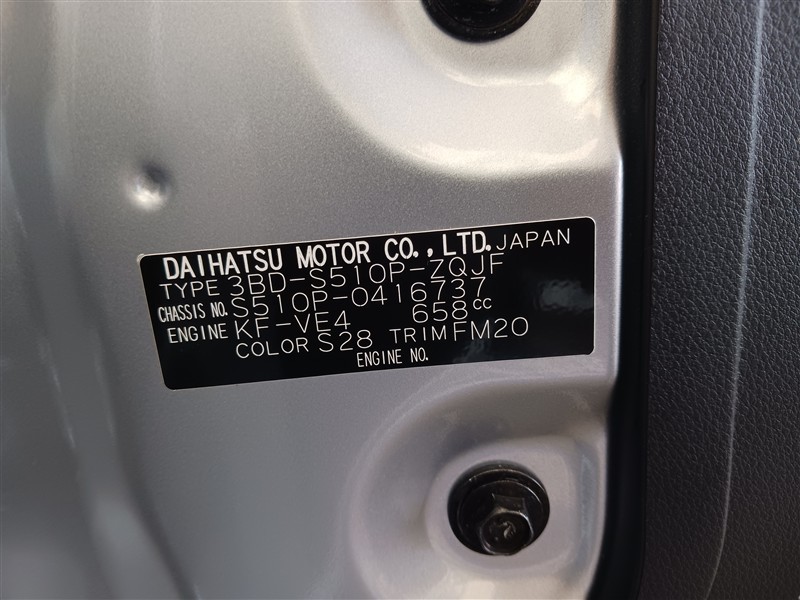 DAIHATSU MOTOR CO., LTD. JAPAN
TYPE 3BD-S510P-ZQJF
CHASSIS NO. S510P-0416737
ENGINE KF-VE4 658cc
COLOR S28 TRIM FM20
ENGINE NO.